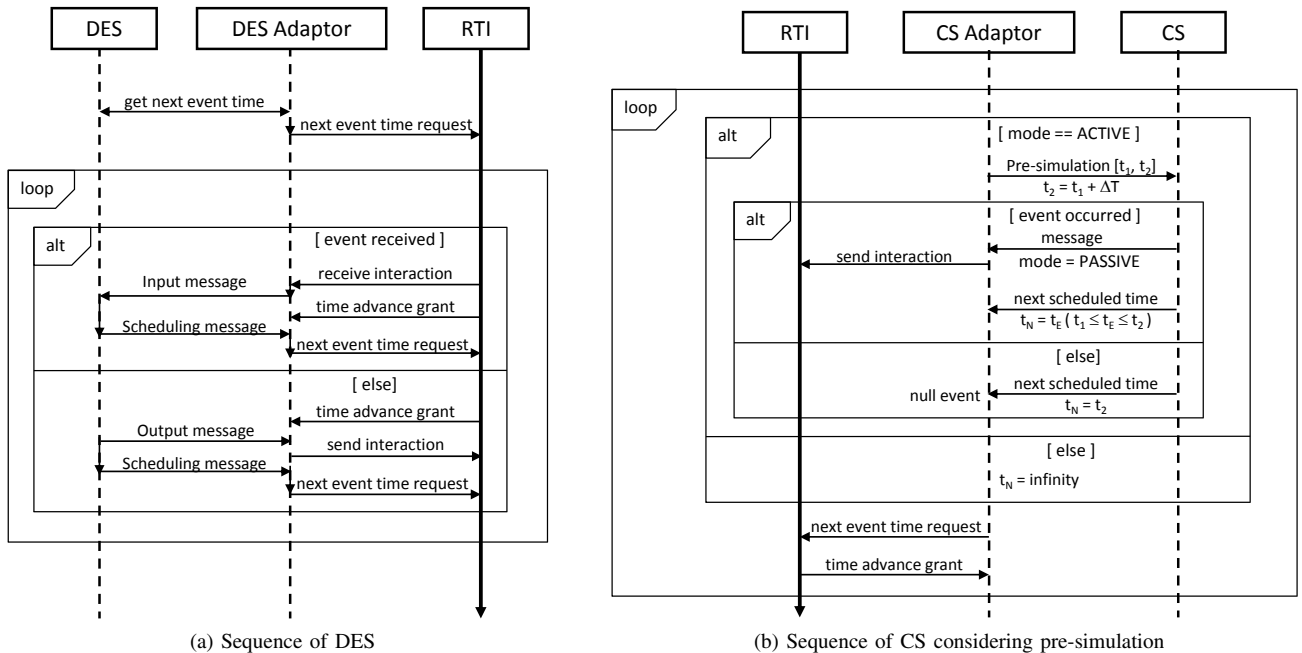 DES
DES Adaptor
RTI
get next event time
next event time request
loop
alt
[ event received ]
receive interaction
Input message
time advance grant
Scheduling message
next event time request
[ else]
time advance grant
Output message
send interaction
Scheduling message
next event time request
(a) Sequence of DES
RTI
CS Adaptor
CS
loop
alt
[ mode == ACTIVE ]
Pre-simulation [t₁, t₂]
t₂ = t₁ + ΔT
alt
[ event occurred ]
message
send interaction
mode = PASSIVE
next scheduled time
t_N = t_E ( t₁ ≤ t_E ≤ t₂ )
[ else]
next scheduled time
null event
t_N = t₂
[ else ]
t_N = infinity
next event time request
time advance grant
(b) Sequence of CS considering pre-simulation